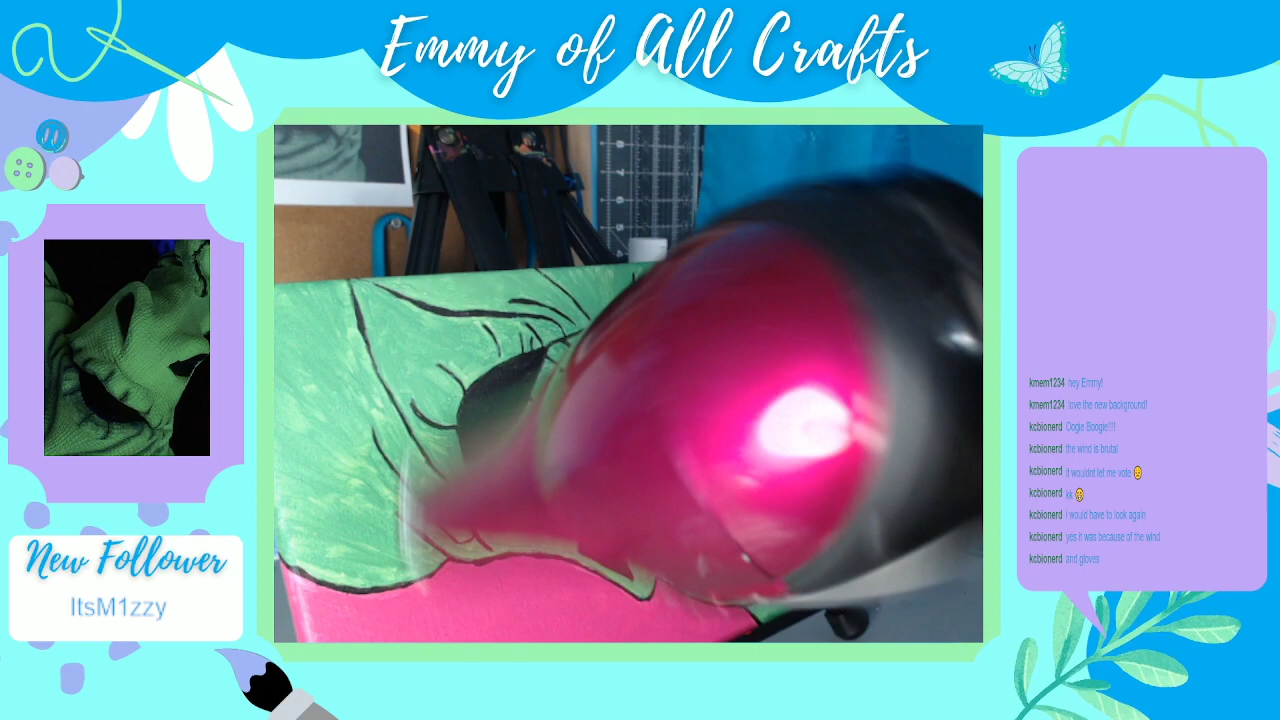 Emmy of All Crafts
kmem1234 hey Emmy!
kmem1234 love the new background!
kcbionerd Oogie Boogie!!!!
kcbionerd the wind is brutal
kcbionerd it wouldnt let me vote
kcbionerd kk
kcbionerd i would have to look again
kcbionerd yes it was because of the wind
kcbionerd and gloves
New Follower
ItsM1zzy